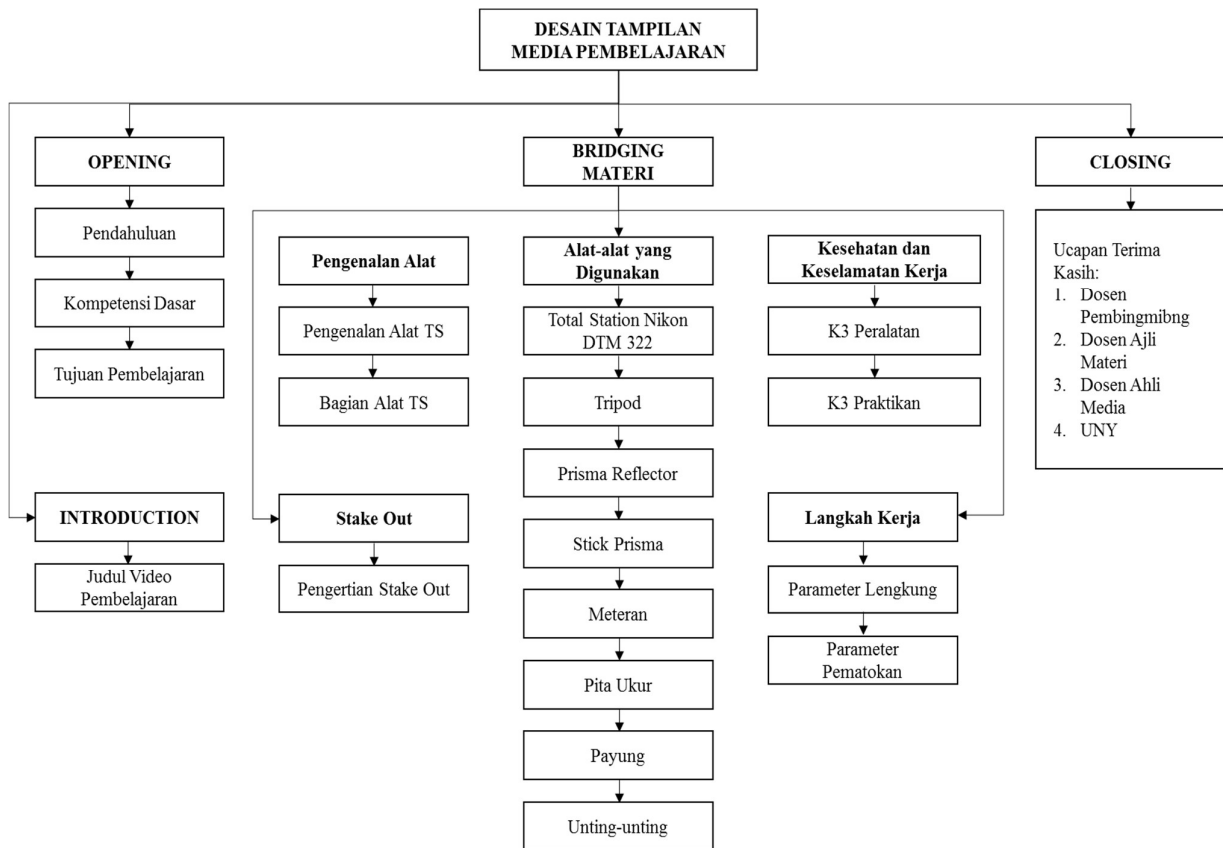 DESAIN TAMPILAN
MEDIA PEMBELAJARAN
OPENING
Pendahuluan
Kompetensi Dasar
Tujuan Pembelajaran
INTRODUCTION
Judul Video
Pembelajaran
BRIDGING
MATERI
Pengenalan Alat
Pengenalan Alat TS
Bagian Alat TS
Stake Out
Pengertian Stake Out
Alat-alat yang
Digunakan
Total Station Nikon
DTM 322
Tripod
Prisma Reflector
Stick Prisma
Meteran
Pita Ukur
Payung
Unting-unting
Kesehatan dan
Keselamatan Kerja
K3 Peralatan
K3 Praktikan
Langkah Kerja
Parameter Lengkung
Parameter
Pematokan
CLOSING
Ucapan Terima
Kasih:
1. Dosen
Pembingmibng
2. Dosen Ajli
Materi
3. Dosen Ahli
Media
4. UNY